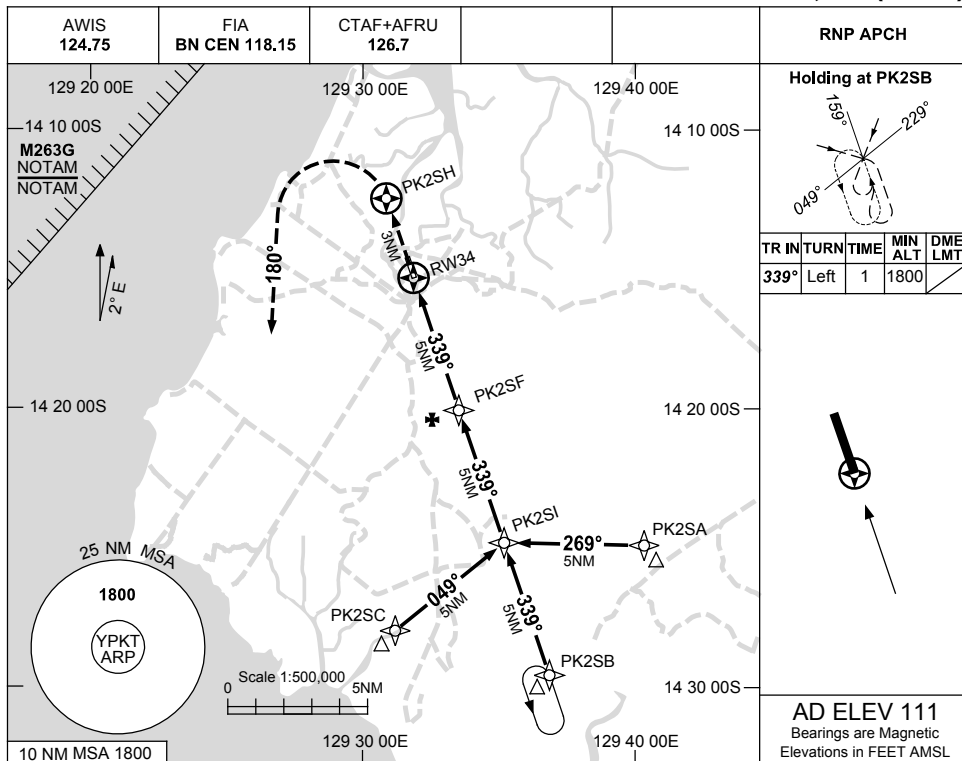 AWIS
124.75
FIA
BN CEN 118.15
CTAF+AFRU
126.7
RNP APCH
129 20 00E
129 30 00E
129 40 00E
14 10 00S
14 10 00S
M263G
NOTAM
NOTAM
2° E
180°
PK2SH
3NM
RW34
339°
5NM
PK2SF
14 20 00S
14 20 00S
339°
5NM
PK2SI
269°
5NM
PK2SA
049°
5NM
PK2SC
339°
5NM
PK2SB
25 NM MSA
1800
YPKT
ARP
Scale 1:500,000
0
5NM
14 30 00S
129 30 00E
129 40 00E
10 NM MSA 1800
Holding at PK2SB
159°
229°
049°
TR IN TURN TIME MIN ALT DME LMT
339° Left 1 1800
AD ELEV 111
Bearings are Magnetic
Elevations in FEET AMSL